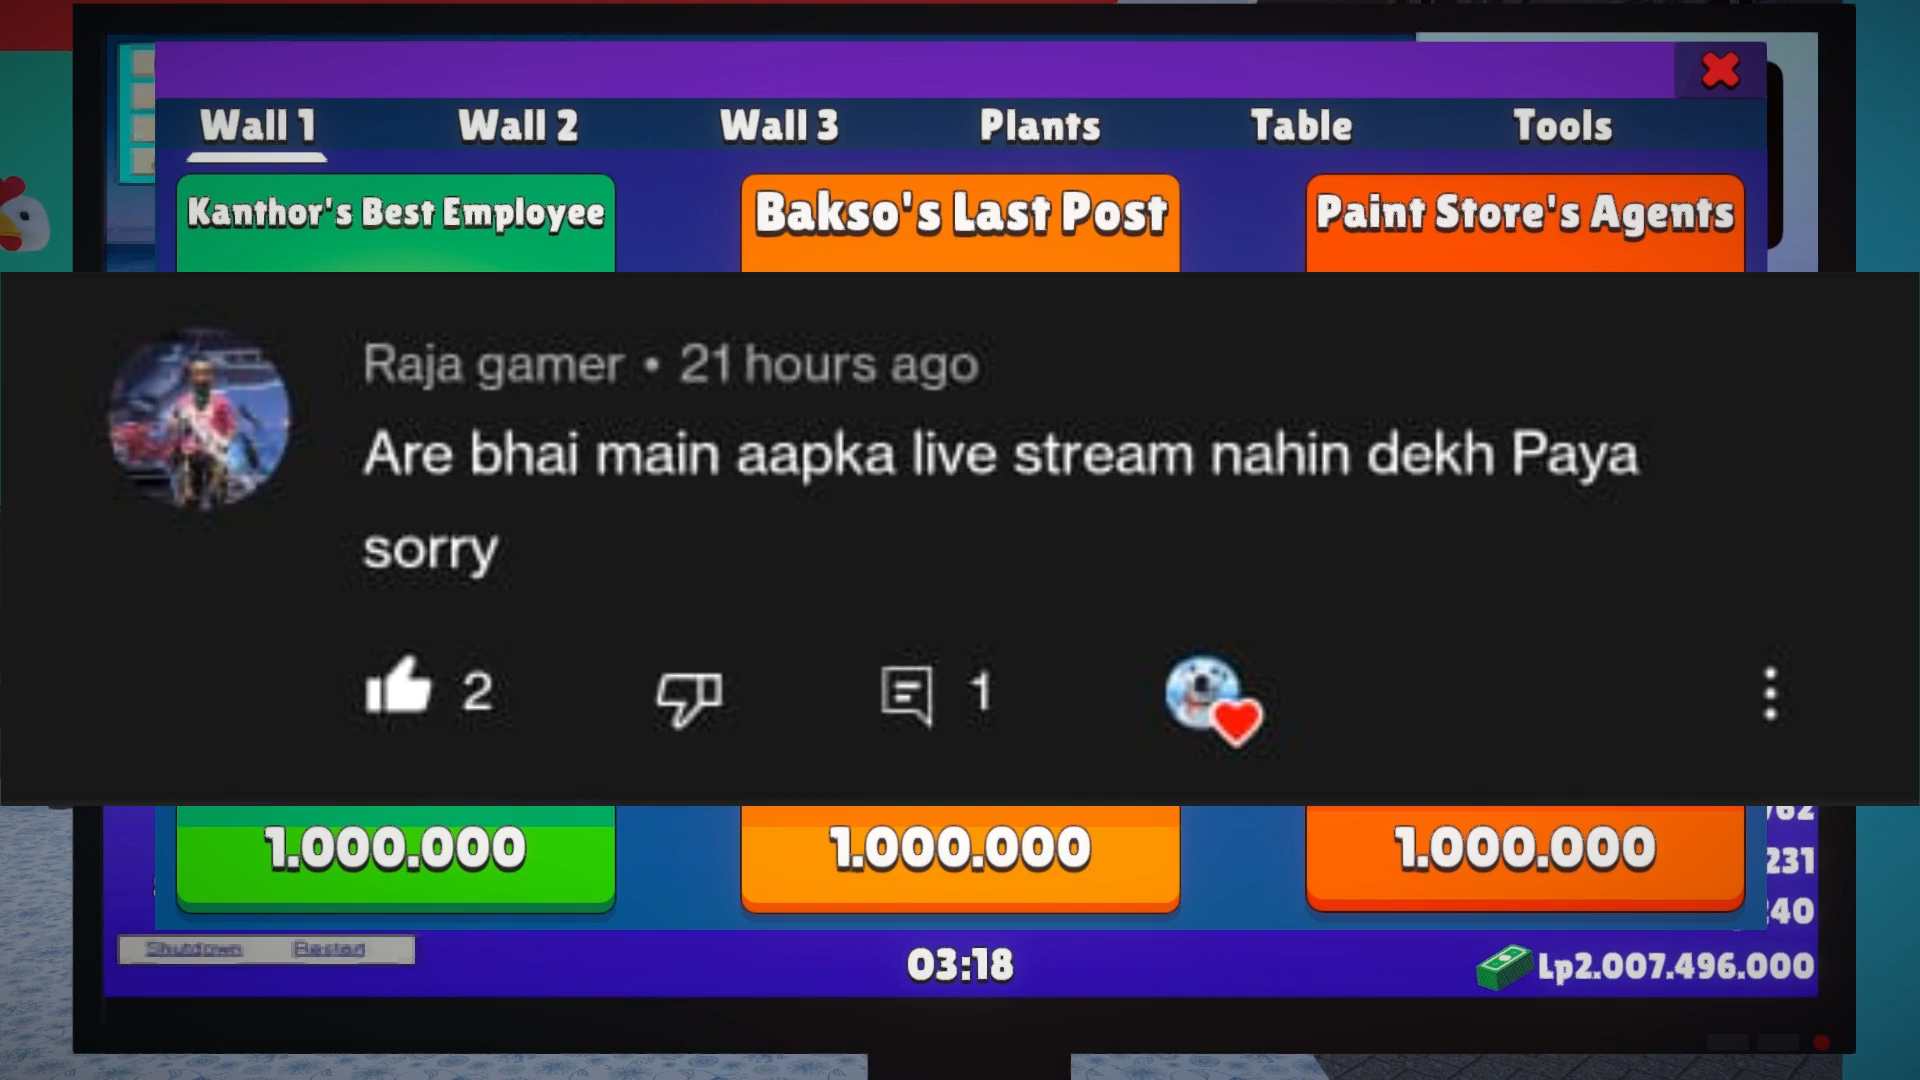 Wall 1 Wall 2 Wall 3 Plants Table Tools
Kanthor's Best Employee Bakso's Last Post Paint Store's Agents
Raja gamer • 21 hours ago
Are bhai main aapka live stream nahin dekh Paya
sorry
2 1
1.000.000 1.000.000 1.000.000
231
40
Shutdown
03:18
Lp2.007.496.000